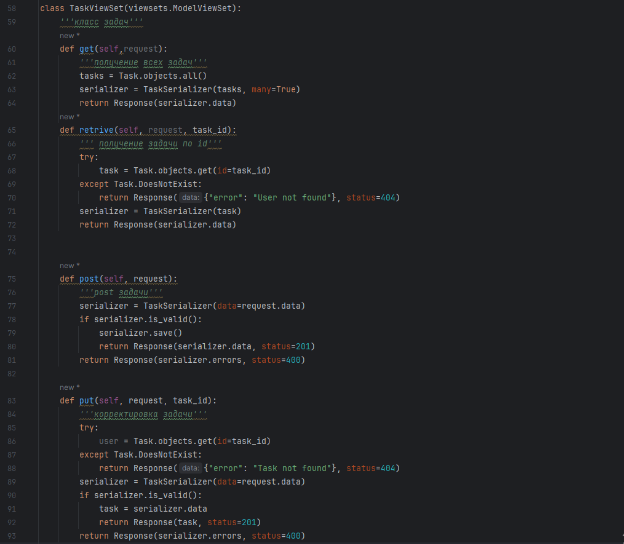 58 class TaskViewSet(viewsets.ModelViewSet):
59 '''класс задач'''
new *
60 def get(self,request):
61 '''получение всех задач'''
62 tasks = Task.objects.all()
63 serializer = TaskSerializer(tasks, many=True)
64 return Response(serializer.data)
new *
65 def retrive(self, request, task_id):
66 ''' получение задачи по id'''
67 try:
68 task = Task.objects.get(id=task_id)
69 except Task.DoesNotExist:
70 return Response( data: {"error": "User not found"}, status=404)
71 serializer = TaskSerializer(task)
72 return Response(serializer.data)
73
74
new *
75 def post(self, request):
76 '''post задачи'''
77 serializer = TaskSerializer(data=request.data)
78 if serializer.is_valid():
79 serializer.save()
80 return Response(serializer.data, status=201)
81 return Response(serializer.errors, status=400)
82
new *
83 def put(self, request, task_id):
84 '''корректировка задачи'''
85 try:
86 user = Task.objects.get(id=task_id)
87 except Task.DoesNotExist:
88 return Response( data: {"error": "Task not found"}, status=404)
89 serializer = TaskSerializer(data=request.data)
90 if serializer.is_valid():
91 task = serializer.data
92 return Response(task, status=201)
93 return Response(serializer.errors, status=400)